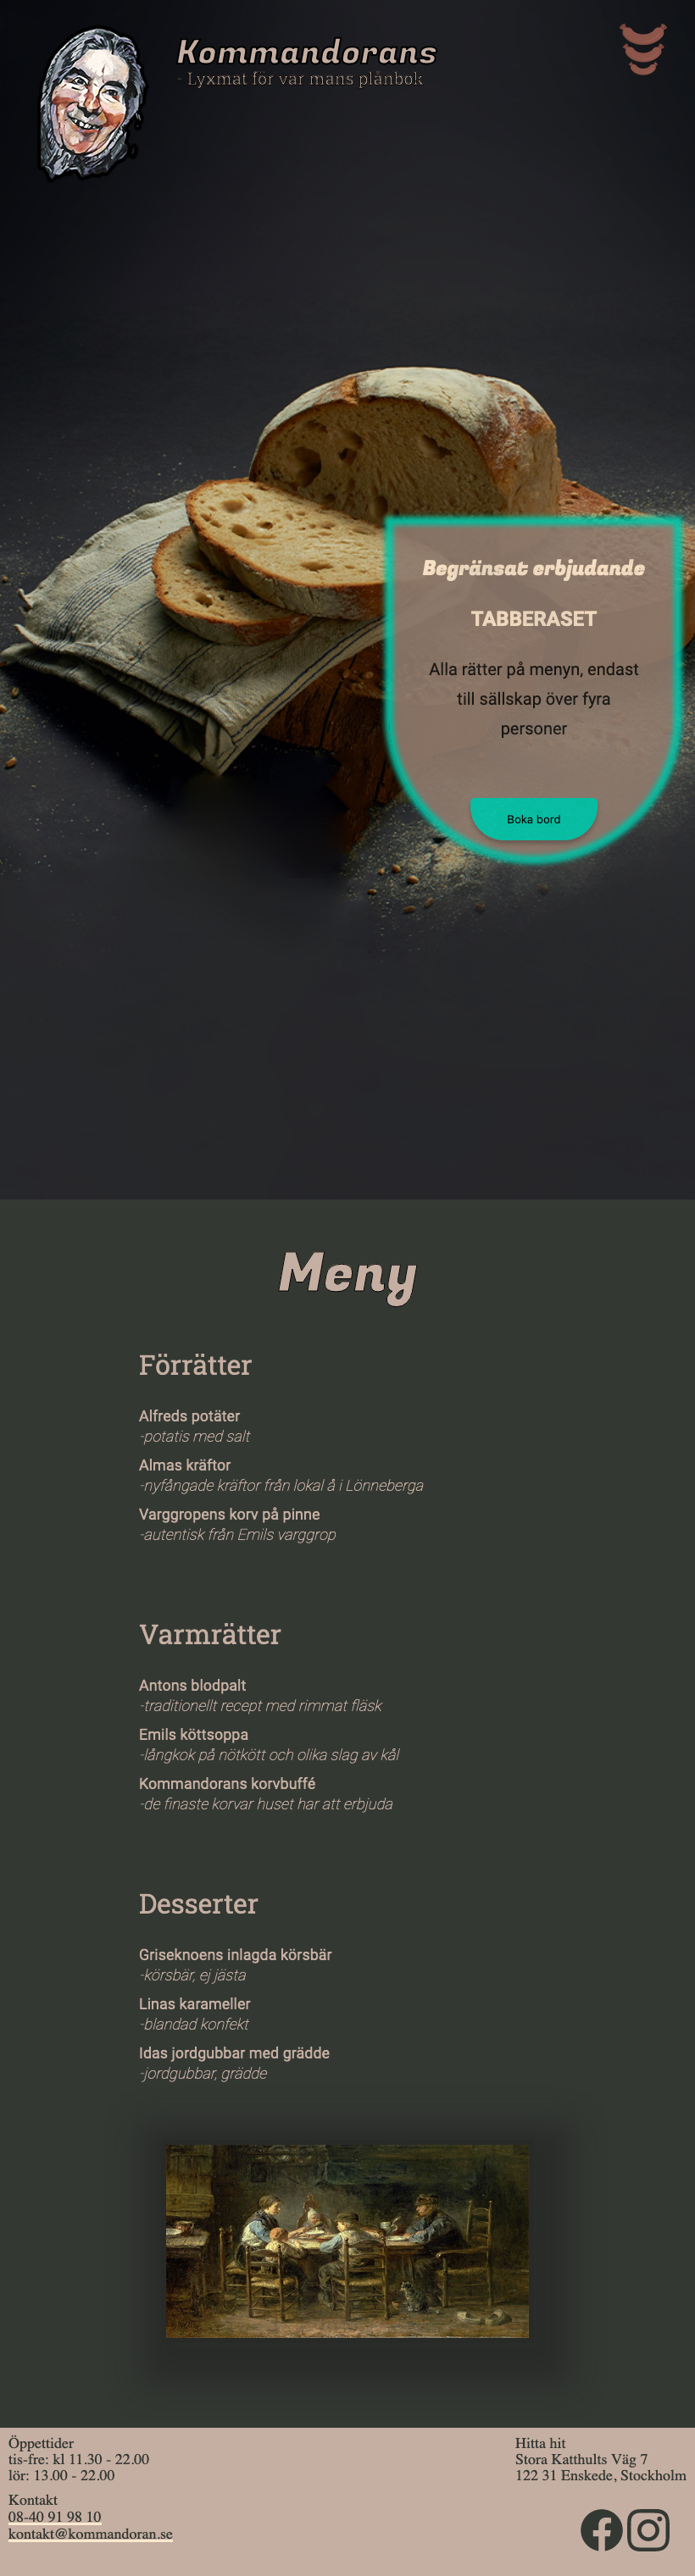 Kommandorans
- Lyxmat för var mans plånbok
Begränsat erbjudande
TABBERASET
Alla rätter på menyn, endast
till sällskap över fyra
personer
Boka bord
Meny
Förrätter
Alfreds potäter
-potatis med salt
Almas kräftor
-nyfångade kräftor från lokal å i Lönneberga
Varggropens korv på pinne
-autentisk från Emils varggrop
Varmrätter
Antons blodpalt
-traditionellt recept med rimmat fläsk
Emils köttsoppa
-långkok på nötkött och olika slag av kål
Kommandorans korvbuffé
-de finaste korvar huset har att erbjuda
Desserter
Griseknoens inlagda körsbär
-körsbär, ej jästa
Linas karameller
-blandad konfekt
Idas jordgubbar med grädde
-jordgubbar, grädde
Öppettider
tis-fre: kl 11.30 - 22.00
lör: 13.00 - 22.00
Kontakt
08-40 91 98 10
kontakt@kommandoran.se
Hitta hit
Stora Katthults Väg 7
122 31 Enskede, Stockholm